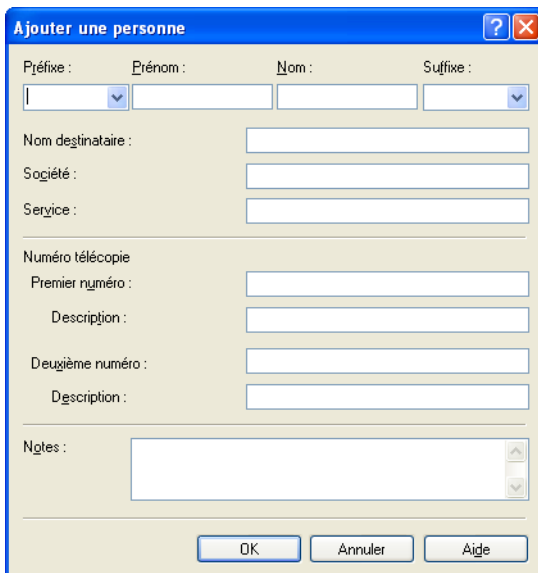 Ajouter une personne
Préfixe : Prénom : Nom : Suffixe :
Nom destinataire :
Société :
Service :
Numéro télécopie
Premier numéro :
Description :
Deuxième numéro :
Description :
Notes :
OK Annuler Aide